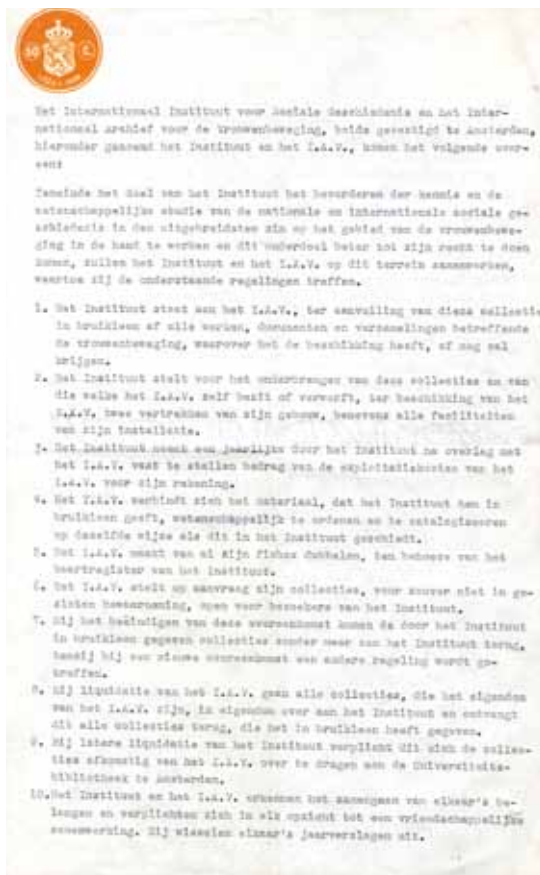 50 C.
Het Internationaal Instituut voor Sociale Geschiedenis en het Inter-
nationaal Archief voor de Vrouwenbeweging, beide gevestigd te Amsterdam,
hieronder genoemd het Instituut en het I.A.V., komen het volgende over-
een:
Teneinde het doel van het Instituut het bevorderen der kennis en de
wetenschappelijke studie van de nationale en internationale sociale ge-
schiedenis in den uitgebreidsten zin op het gebied van de vrouwenbewe-
ging in de hand te werken en dit onderdeel beter tot zijn recht te doen
komen, zullen het Instituut en het I.A.V. op dit terrein samenwerken,
waartoe zij de onderstaande regelingen treffen.
1. Het Instituut staat aan het I.A.V., ter aanvulling van diens collectie
in bruikleen af alle werken, documenten en verzamelingen betreffende
de vrouwenbeweging, waarover het de beschikking heeft, of nog zal
krijgen.
2. Het Instituut stelt voor het onderbrengen van deze collecties en van
die welke het I.A.V. zelf bezit of verwerft, ter beschikking van het
I.A.V. twee vertrekken van zijn gebouw, benevens alle faciliteiten
van zijn installatie.
3. Het Instituut neemt een jaarlijks door het Instituut na overleg met
het I.A.V. vast te stellen bedrag van de exploitatiekosten van het
I.A.V. voor zijn rekening.
4. Het I.A.V. verbindt zich het materiaal, dat het Instituut hem in
bruikleen geeft, wetenschappelijk te ordenen en te catalogiseeren
op dezelfde wijze als dit in het Instituut geschiedt.
5. Het I.A.V. maakt van al zijn fiches dubbelen, ten behoeve van het
kaartregister van het Instituut.
6. Het I.A.V. stelt op aanvraag zijn collecties, voor zoover niet in ge-
sloten bewaarneming, open voor bezoekers van het Instituut.
7. Bij het beëindigen van deze overeenkomst komen de door het Instituut
in bruikleen gegeven collecties zonder meer aan het Instituut terug,
tenzij bij een nieuwe overeenkomst een andere regeling wordt ge-
troffen.
8. Bij liquidatie van het I.A.V. gaan alle collecties, die het eigendom
van het I.A.V. zijn, in eigendom over aan het Instituut en ontvangt
dit alle collecties terug, die het in bruikleen heeft gegeven.
9. Bij latere liquidatie van het Instituut verplicht dit zich de collec-
ties afkomstig van het I.A.V. over te dragen aan de Universiteits-
bibliotheek te Amsterdam.
10. Het Instituut en het I.A.V. erkennen het samengaan van elkaar's be-
langen en verplichten zich in elk opzicht tot een vriendschappelijke
samenwerking. Zij wisselen elkaar's jaarverslagen uit.